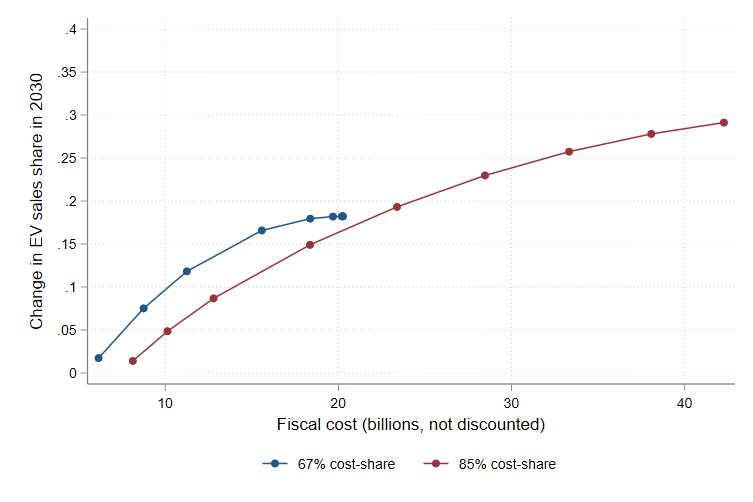 Change in EV sales share in 2030
.4
.35
.3
.25
.2
.15
.1
.05
0
10 20 30 40
Fiscal cost (billions, not discounted)
67% cost-share 85% cost-share